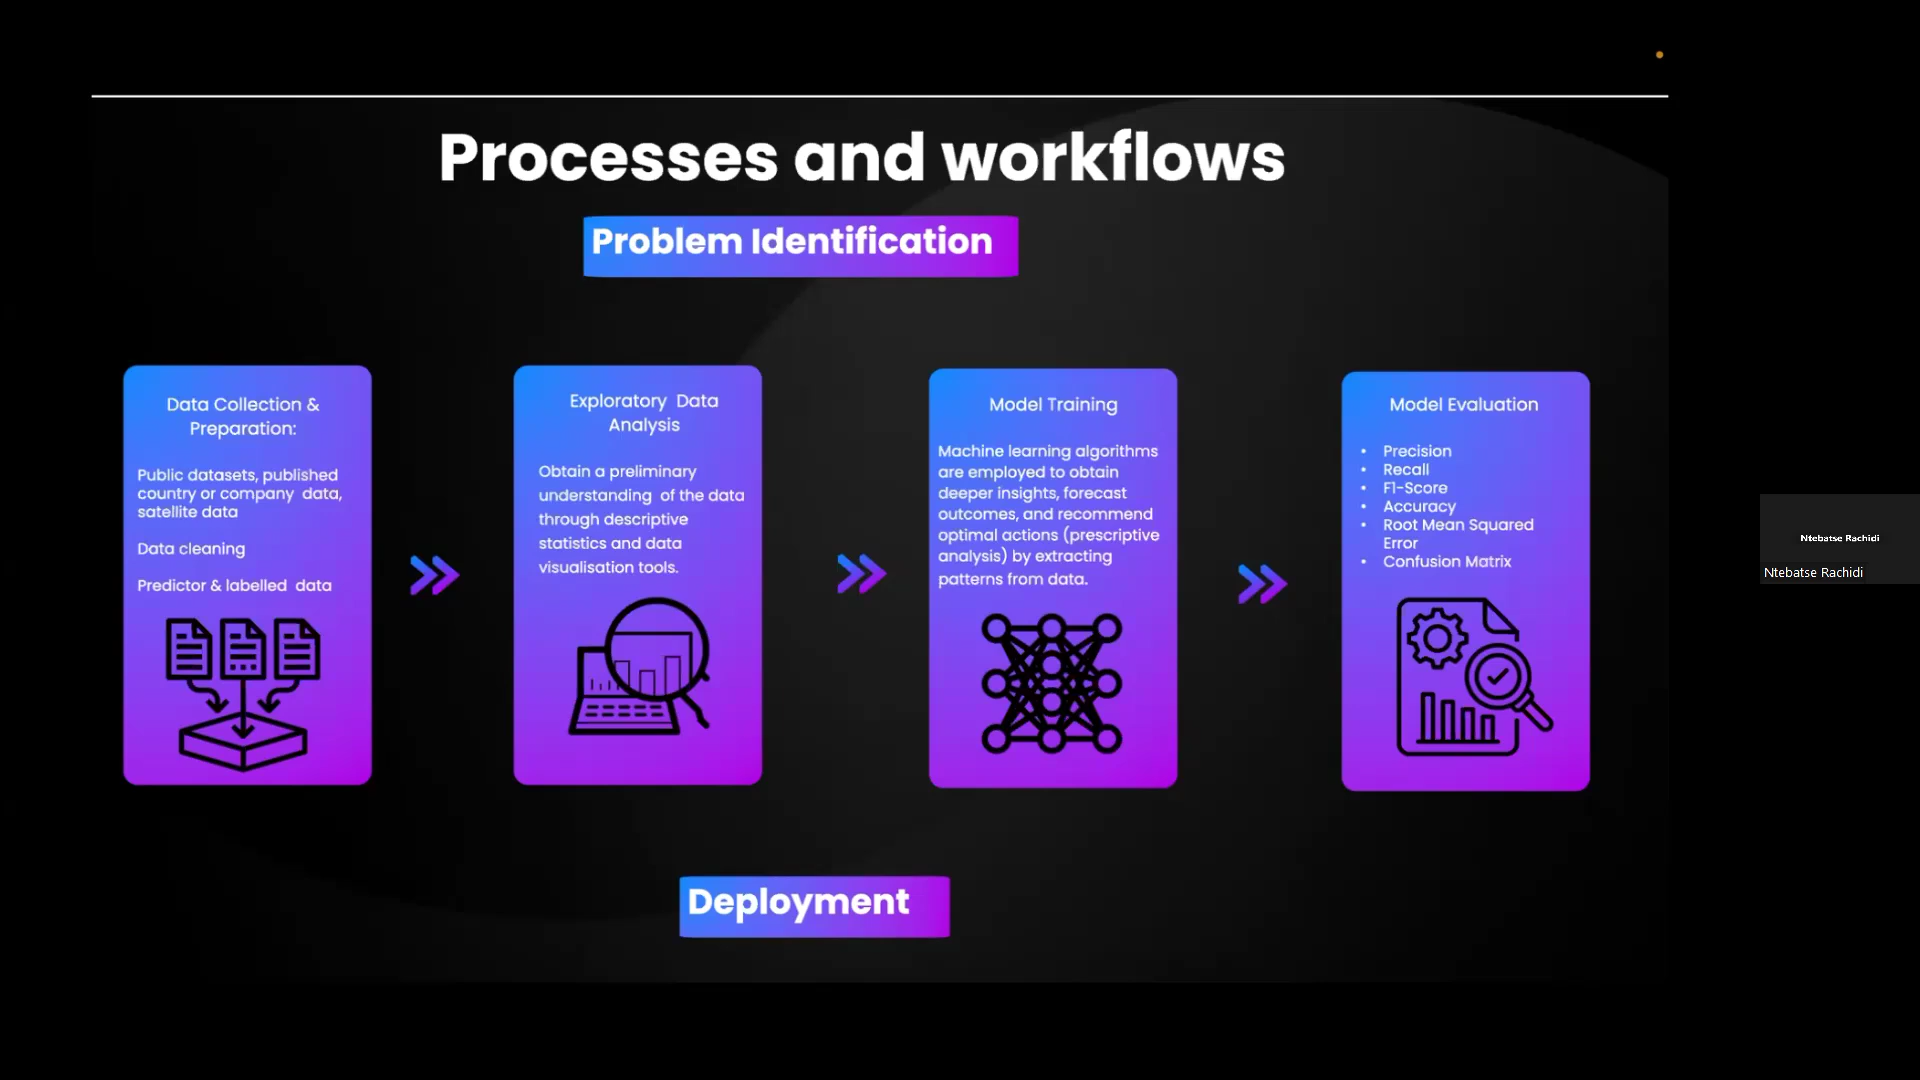 Processes and workflows
Problem Identification
Data Collection &
Preparation:
Public datasets, published
country or company data,
satellite data
Data cleaning
Predictor & labelled data
Exploratory Data
Analysis
Obtain a preliminary
understanding of the data
through descriptive
statistics and data
visualisation tools.
Model Training
Machine learning algorithms
are employed to obtain
deeper insights, forecast
outcomes, and recommend
optimal actions (prescriptive
analysis) by extracting
patterns from data.
Model Evaluation
• Precision
• Recall
• F1-Score
• Accuracy
• Root Mean Squared
Error
• Confusion Matrix
Deployment
Ntebatse Rachidi
Ntebatse Rachidi